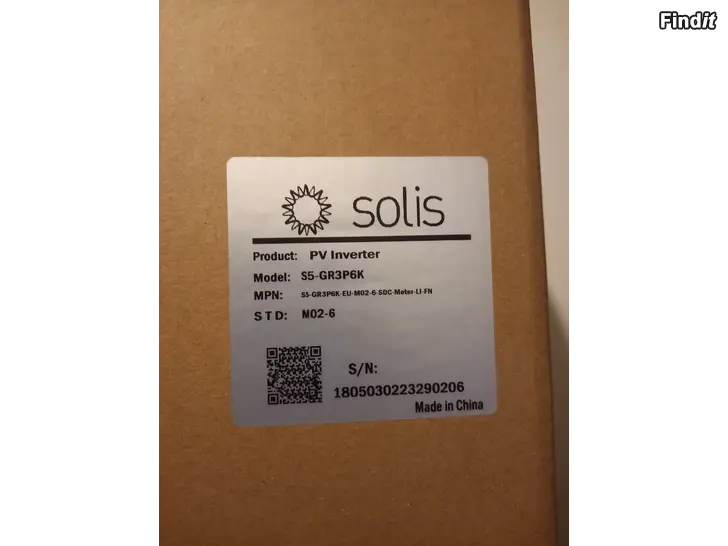 Findit
solis
Product: PV Inverter
Model: S5-GR3P6K
MPN: S5-GR3P6K-EU-M02-6-SDC-Meter-LI-FN
STD: M02-6
S/N:
1805030223290206
Made in China